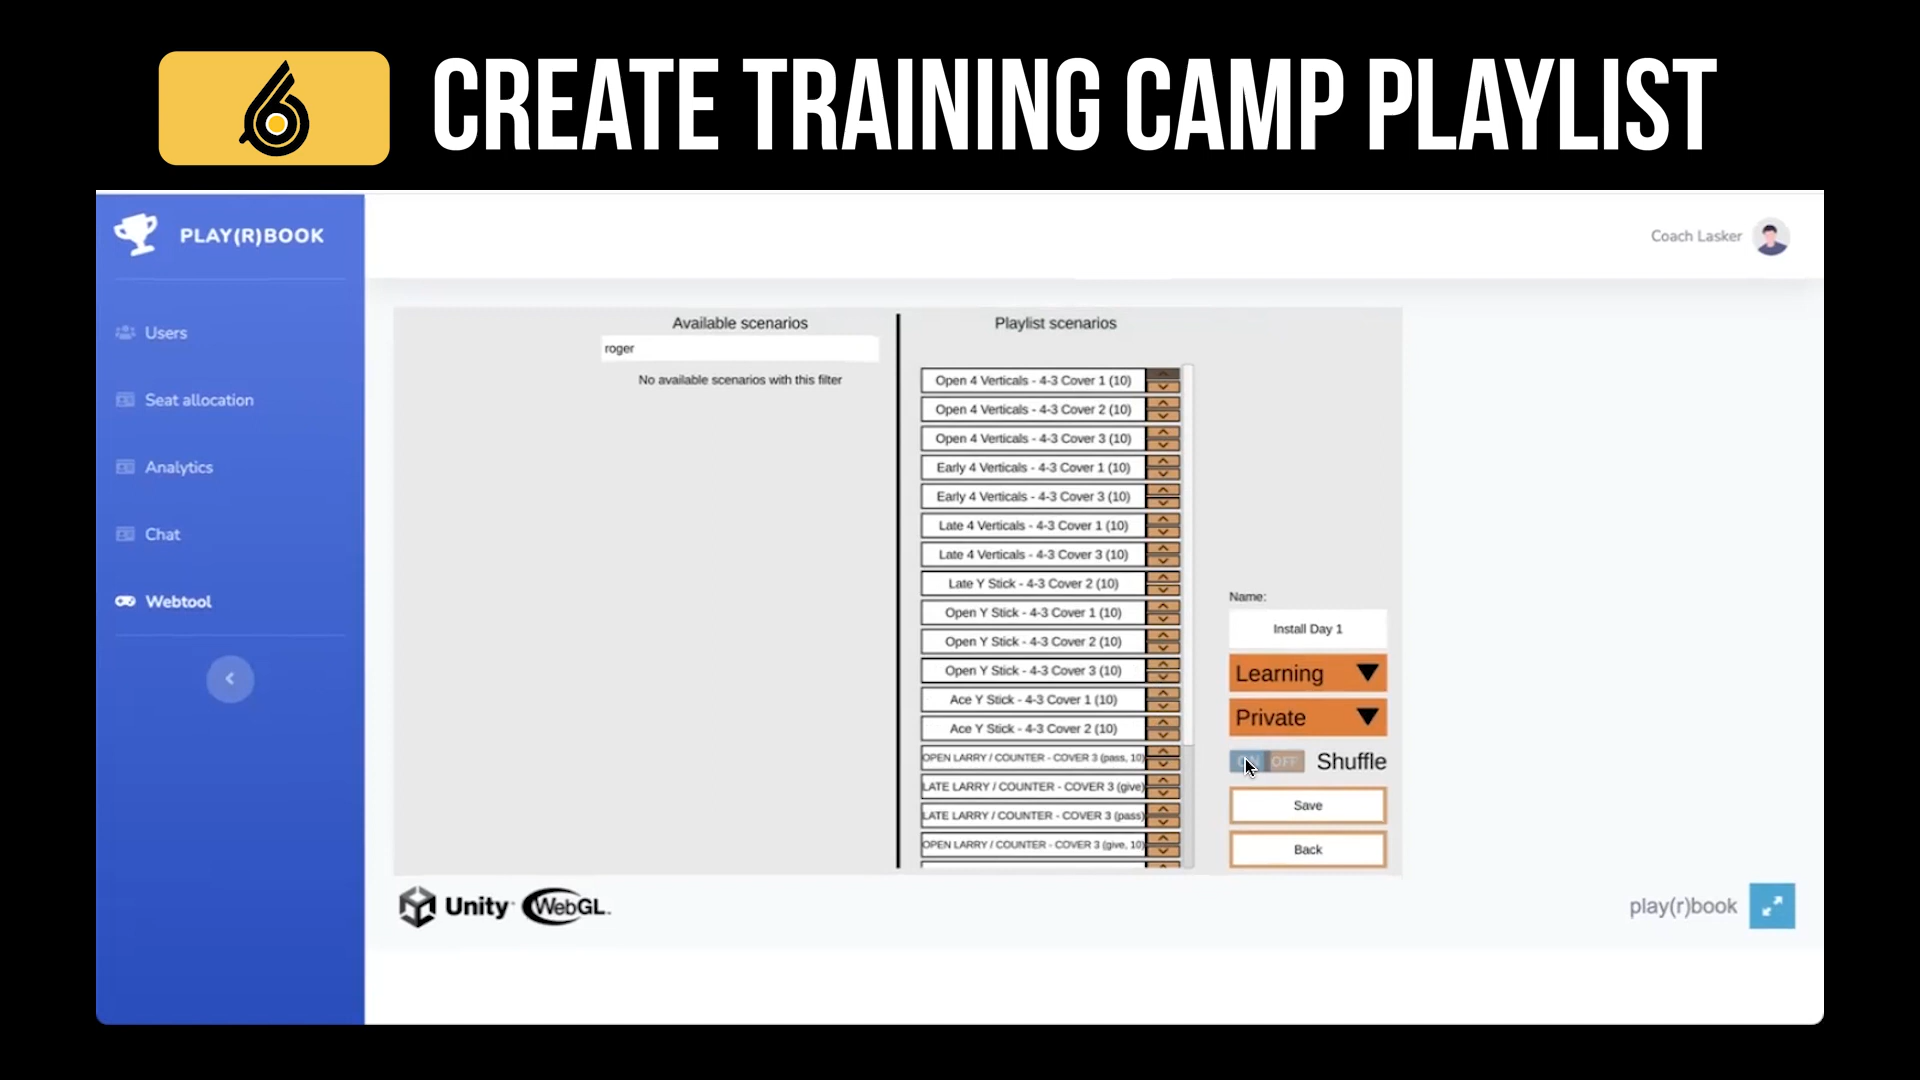 CREATE TRAINING CAMP PLAYLIST
PLAY(R)BOOK
Coach Lasker
Users
Seat allocation
Analytics
Chat
Webtool
Available scenarios
roger
No available scenarios with this filter
Playlist scenarios
Open 4 Verticals - 4-3 Cover 1 (10)
Open 4 Verticals - 4-3 Cover 2 (10)
Open 4 Verticals - 4-3 Cover 3 (10)
Early 4 Verticals - 4-3 Cover 1 (10)
Early 4 Verticals - 4-3 Cover 3 (10)
Late 4 Verticals - 4-3 Cover 1 (10)
Late 4 Verticals - 4-3 Cover 3 (10)
Late Y Stick - 4-3 Cover 2 (10)
Open Y Stick - 4-3 Cover 1 (10)
Open Y Stick - 4-3 Cover 2 (10)
Open Y Stick - 4-3 Cover 3 (10)
Ace Y Stick - 4-3 Cover 1 (10)
Ace Y Stick - 4-3 Cover 2 (10)
OPEN LARRY / COUNTER - COVER 3 (pass, 10)
LATE LARRY / COUNTER - COVER 3 (give)
LATE LARRY / COUNTER - COVER 3 (pass)
OPEN LARRY / COUNTER - COVER 3 (give, 10)
Name:
Install Day 1
Learning
Private
ON OFF Shuffle
Save
Back
Unity WebGL
play(r)book